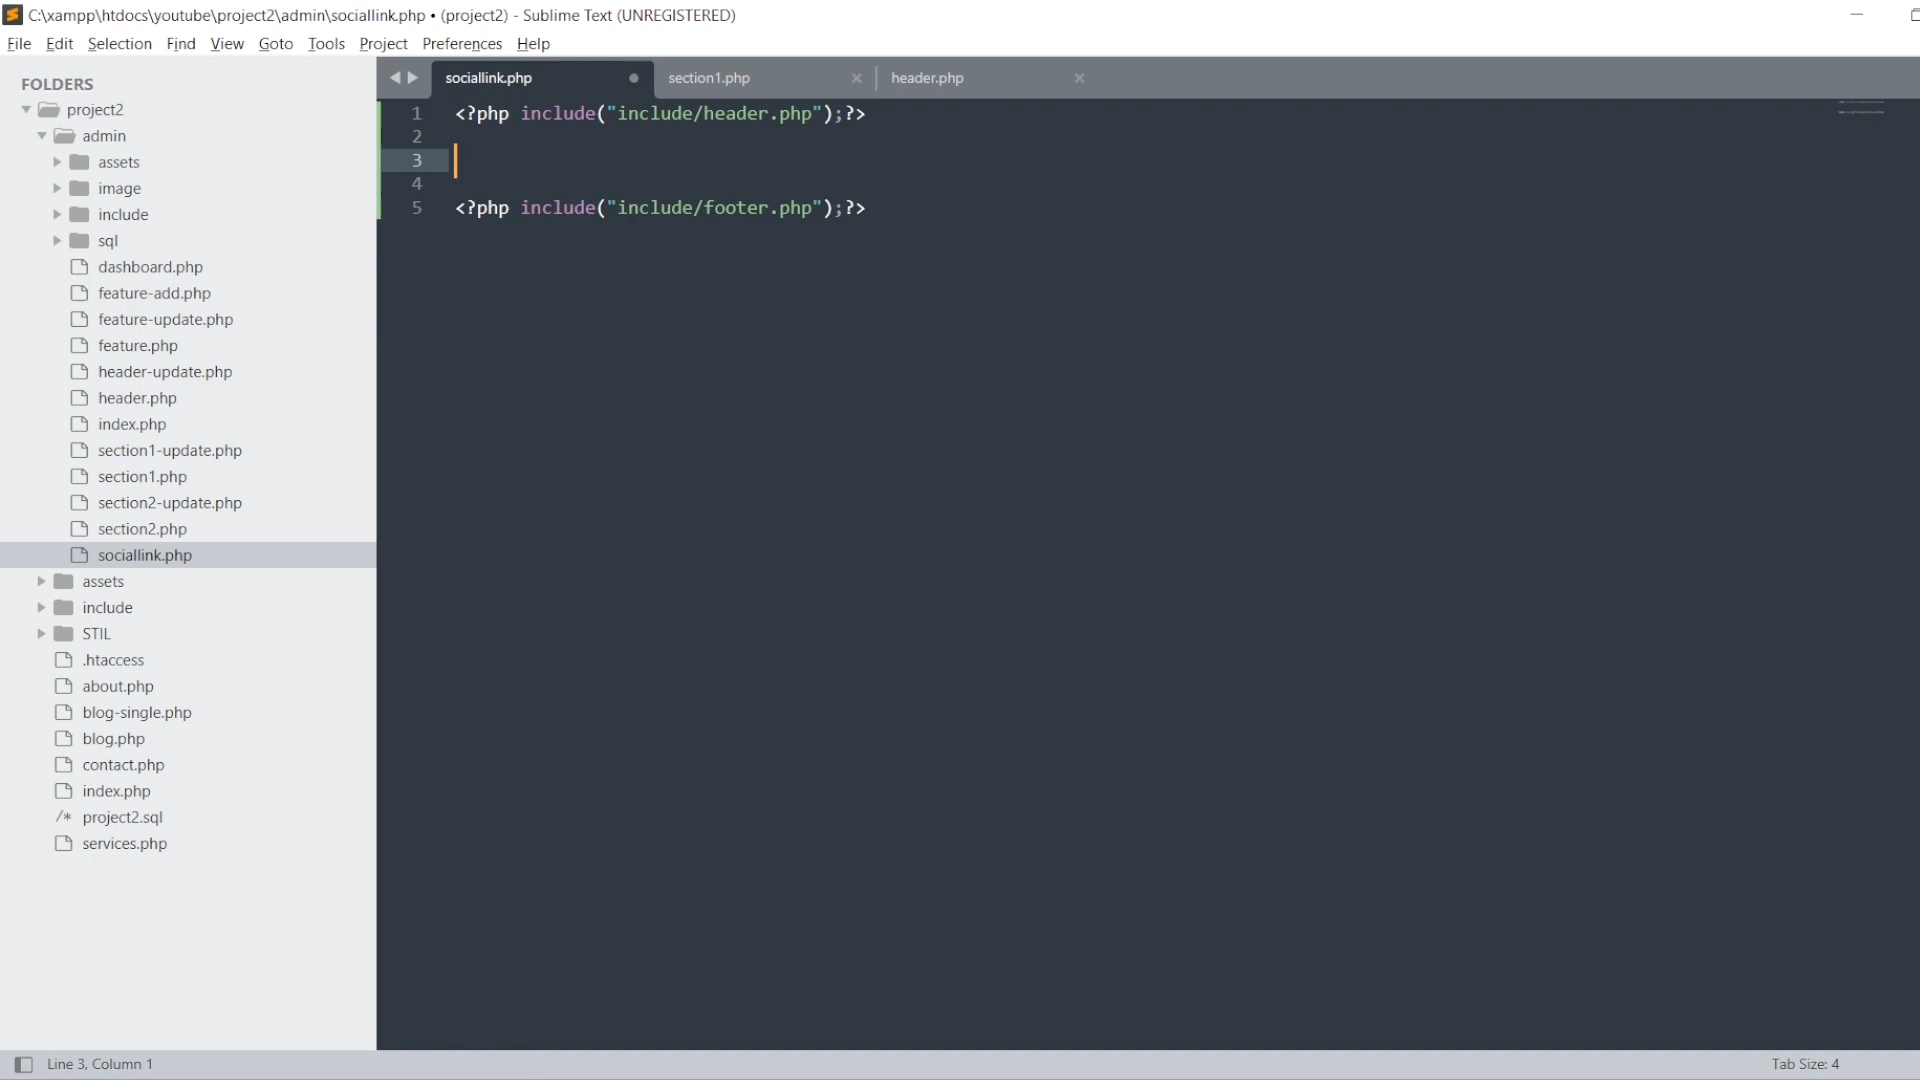 C:\xampp\htdocs\youtube\project2\admin\sociallink.php • (project2) - Sublime Text (UNREGISTERED)
File Edit Selection Find View Goto Tools Project Preferences Help
FOLDERS
project2
admin
assets
image
include
sql
dashboard.php
feature-add.php
feature-update.php
feature.php
header-update.php
header.php
index.php
section1-update.php
section1.php
section2-update.php
section2.php
sociallink.php
assets
include
STIL
.htaccess
about.php
blog-single.php
blog.php
contact.php
index.php
/* project2.sql
services.php
sociallink.php section1.php header.php
1 <?php include("include/header.php");?>
2
3
4
5 <?php include("include/footer.php");?>
Line 3, Column 1 Tab Size: 4